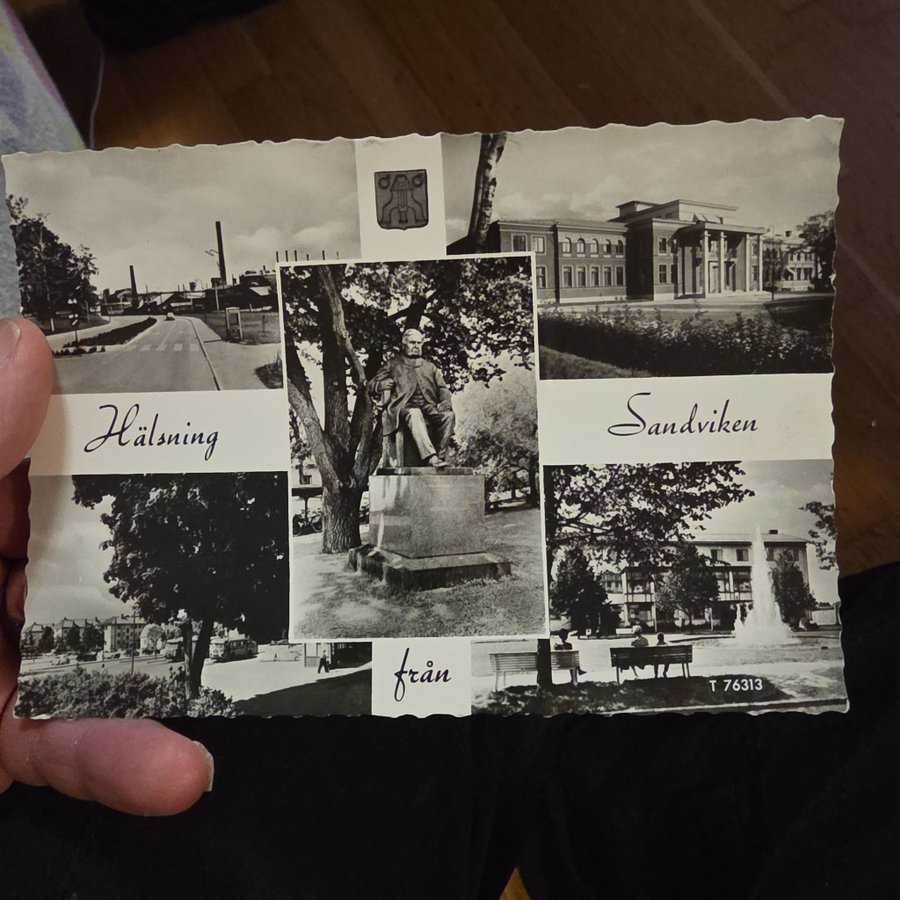 Hälsning
från
Sandviken
T 76313